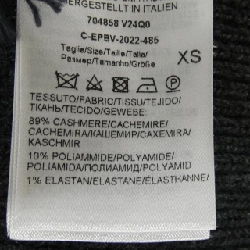 HERGESTELLT IN ITALIEN
704858 V24Q0
C-EPBV-2022-485
Taglia/Size/Talla/Taille/
Размер/Tamanho/Größe
XS
TESSUTO/FABRIC/TISSU/TEJIDO/
ТКАНЬ/TECIDO/GEWEBE:
89% CASHMERE/CACHEMIRE/
CACHEMIRA/КАШЕМИР/CAXEMIRA/
KASCHMIR
10% POLIAMMIDE/POLYAMIDE/
POLIAMIDA/ПОЛИАМИД/POLYAMID
1% ELASTAN/ELASTANE/ELASTHANNE/